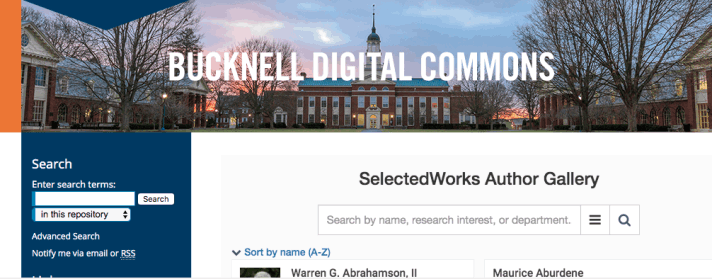 BUCKNELL DIGITAL COMMONS
Search
Enter search terms:
Search
in this repository
Advanced Search
Notify me via email or RSS
SelectedWorks Author Gallery
Search by name, research interest, or department.
Sort by name (A-Z)
Warren G. Abrahamson, II
Maurice Aburdene